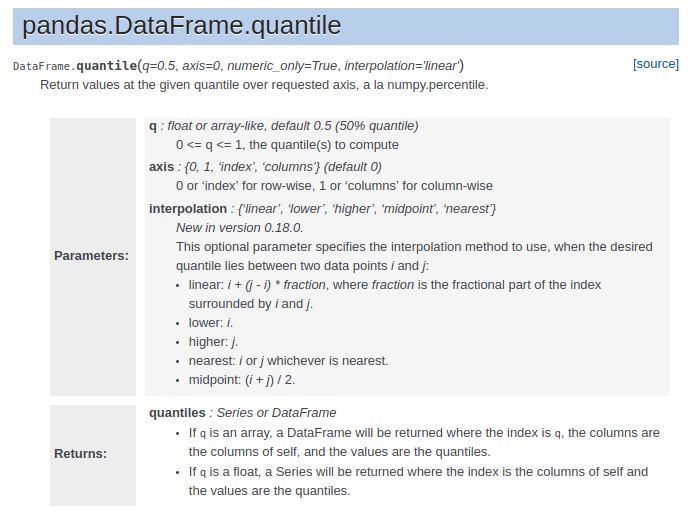 pandas.DataFrame.quantile
DataFrame.quantile(q=0.5, axis=0, numeric_only=True, interpolation='linear') [source]
Return values at the given quantile over requested axis, a la numpy.percentile.
Parameters:
q : float or array-like, default 0.5 (50% quantile)
0 <= q <= 1, the quantile(s) to compute
axis : {0, 1, ‘index’, ‘columns’} (default 0)
0 or ‘index’ for row-wise, 1 or ‘columns’ for column-wise
interpolation : {‘linear’, ‘lower’, ‘higher’, ‘midpoint’, ‘nearest’}
New in version 0.18.0.
This optional parameter specifies the interpolation method to use, when the desired
quantile lies between two data points i and j:
• linear: i + (j - i) * fraction, where fraction is the fractional part of the index
surrounded by i and j.
• lower: i.
• higher: j.
• nearest: i or j whichever is nearest.
• midpoint: (i + j) / 2.
Returns:
quantiles : Series or DataFrame
• If q is an array, a DataFrame will be returned where the index is q, the columns are
the columns of self, and the values are the quantiles.
• If q is a float, a Series will be returned where the index is the columns of self and
the values are the quantiles.